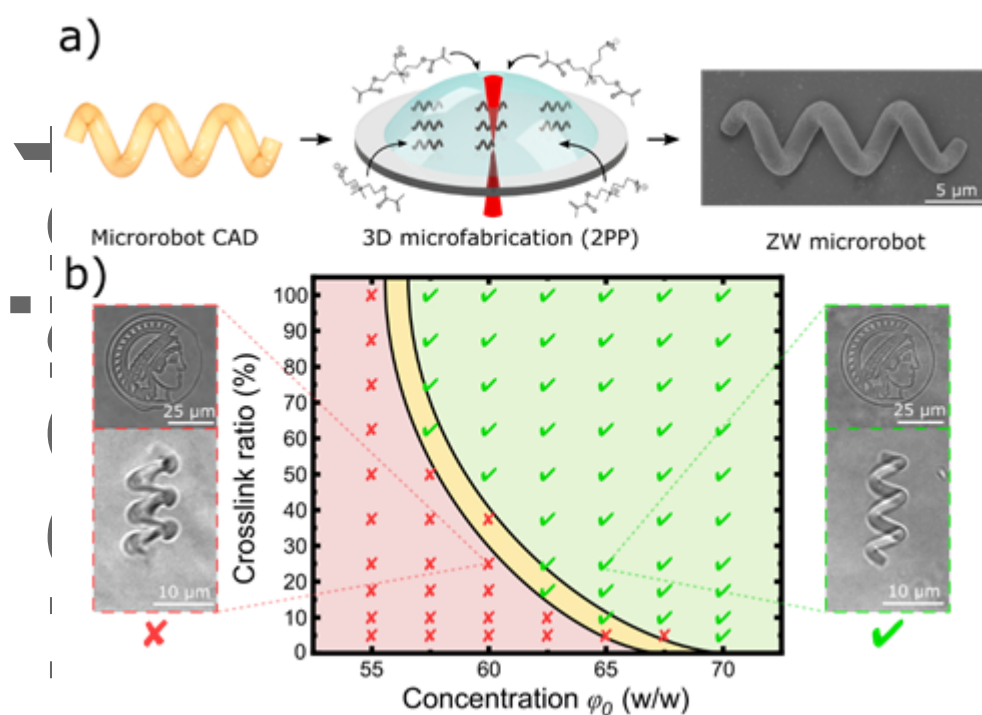 a)
5 µm
Microrobot CAD
3D microfabrication (2PP)
ZW microrobot
b)
25 µm
10 µm
Crosslink ratio (%)
100
90
80
70
60
50
40
30
20
10
0
55
60
65
70
Concentration φ₀ (w/w)
25 µm
10 µm